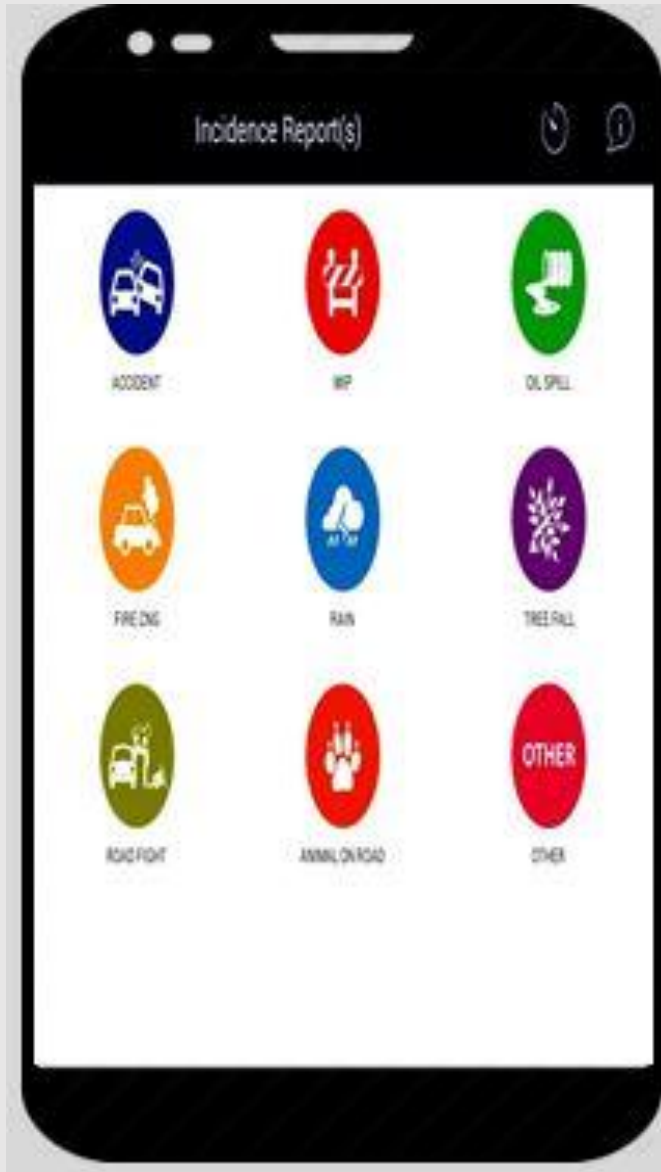 Incidence Report(s)
ACCIDENT
WIP
OIL SPILL
FIRE CNG
RAIN
TREE FALL
ROAD FIGHT
ANIMAL ON ROAD
OTHER
OTHER